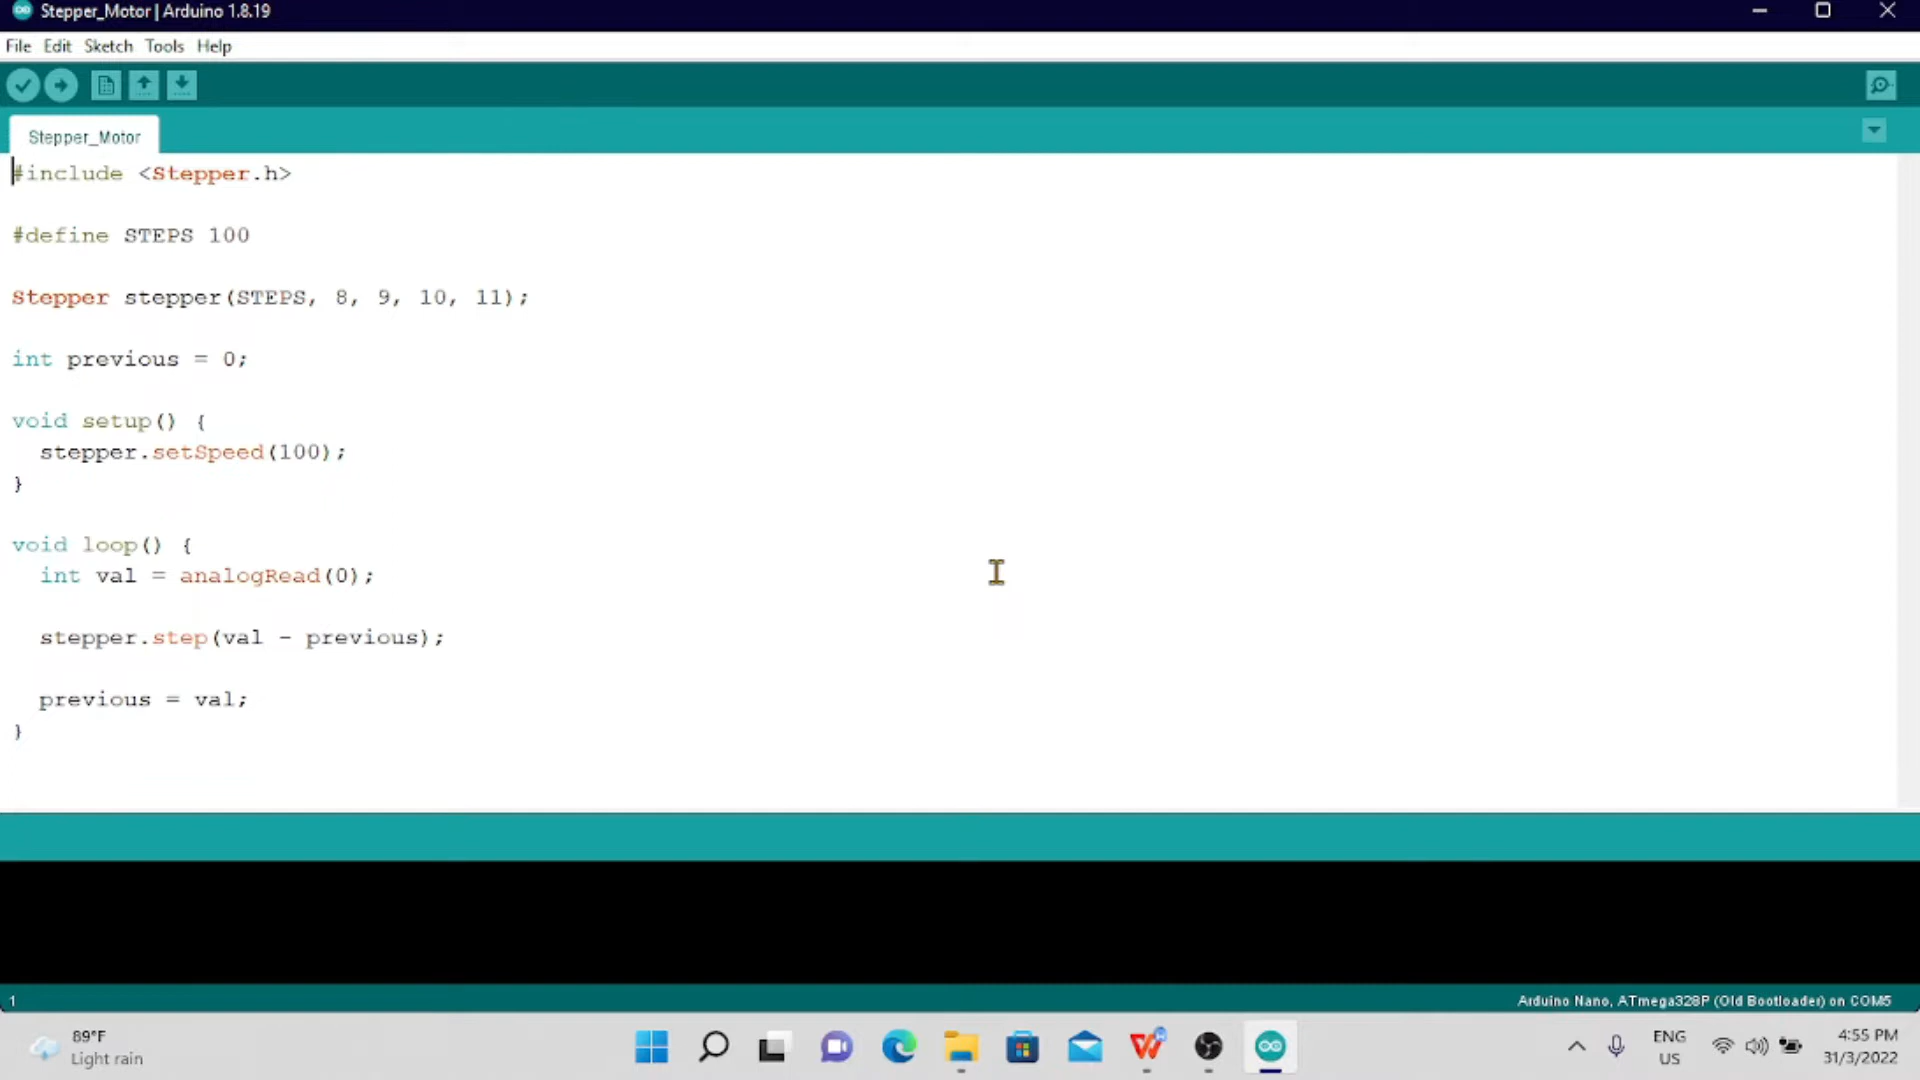 Stepper_Motor | Arduino 1.8.19
File Edit Sketch Tools Help
Stepper_Motor
#include <Stepper.h>
#define STEPS 100
Stepper stepper(STEPS, 8, 9, 10, 11);
int previous = 0;
void setup() {
  stepper.setSpeed(100);
}
void loop() {
  int val = analogRead(0);
  stepper.step(val - previous);
  previous = val;
}
1
Arduino Nano, ATmega328P (Old Bootloader) on COM5
89°F
Light rain
ENG
US
4:55 PM
31/3/2022